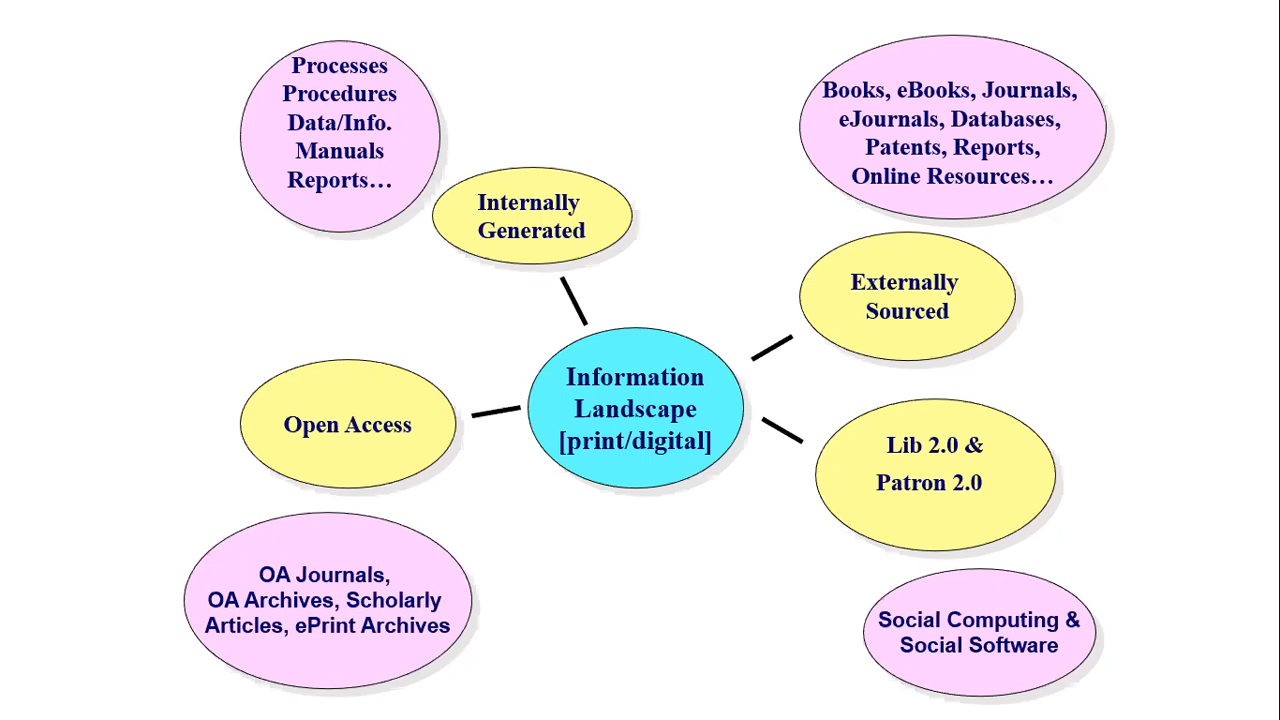 Processes
Procedures
Data/Info.
Manuals
Reports…
Books, eBooks, Journals,
eJournals, Databases,
Patents, Reports,
Online Resources…
Internally
Generated
Externally
Sourced
Information
Landscape
[print/digital]
Open Access
Lib 2.0 &
Patron 2.0
OA Journals,
OA Archives, Scholarly
Articles, ePrint Archives
Social Computing &
Social Software